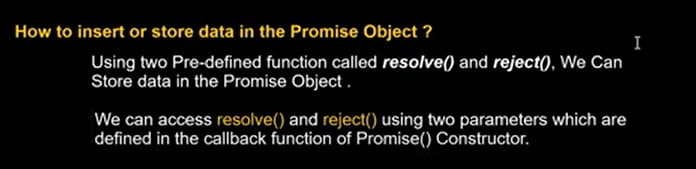 How to insert or store data in the Promise Object ?
Using two Pre-defined function called resolve() and reject(), We Can
Store data in the Promise Object .
We can access resolve() and reject() using two parameters which are
defined in the callback function of Promise() Constructor.